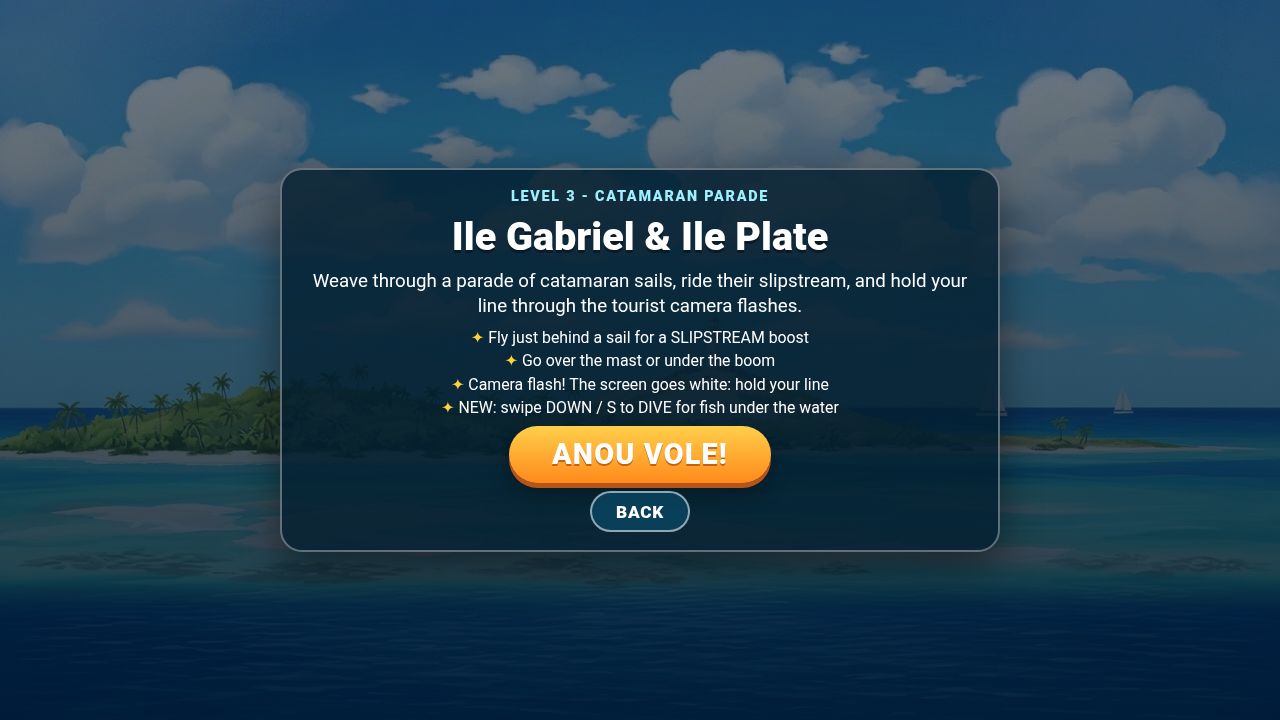 LEVEL 3 - CATAMARAN PARADE
Ile Gabriel & Ile Plate
Weave through a parade of catamaran sails, ride their slipstream, and hold your
line through the tourist camera flashes.
✦ Fly just behind a sail for a SLIPSTREAM boost
✦ Go over the mast or under the boom
✦ Camera flash! The screen goes white: hold your line
✦ NEW: swipe DOWN / S to DIVE for fish under the water
ANOU VOLE!
BACK